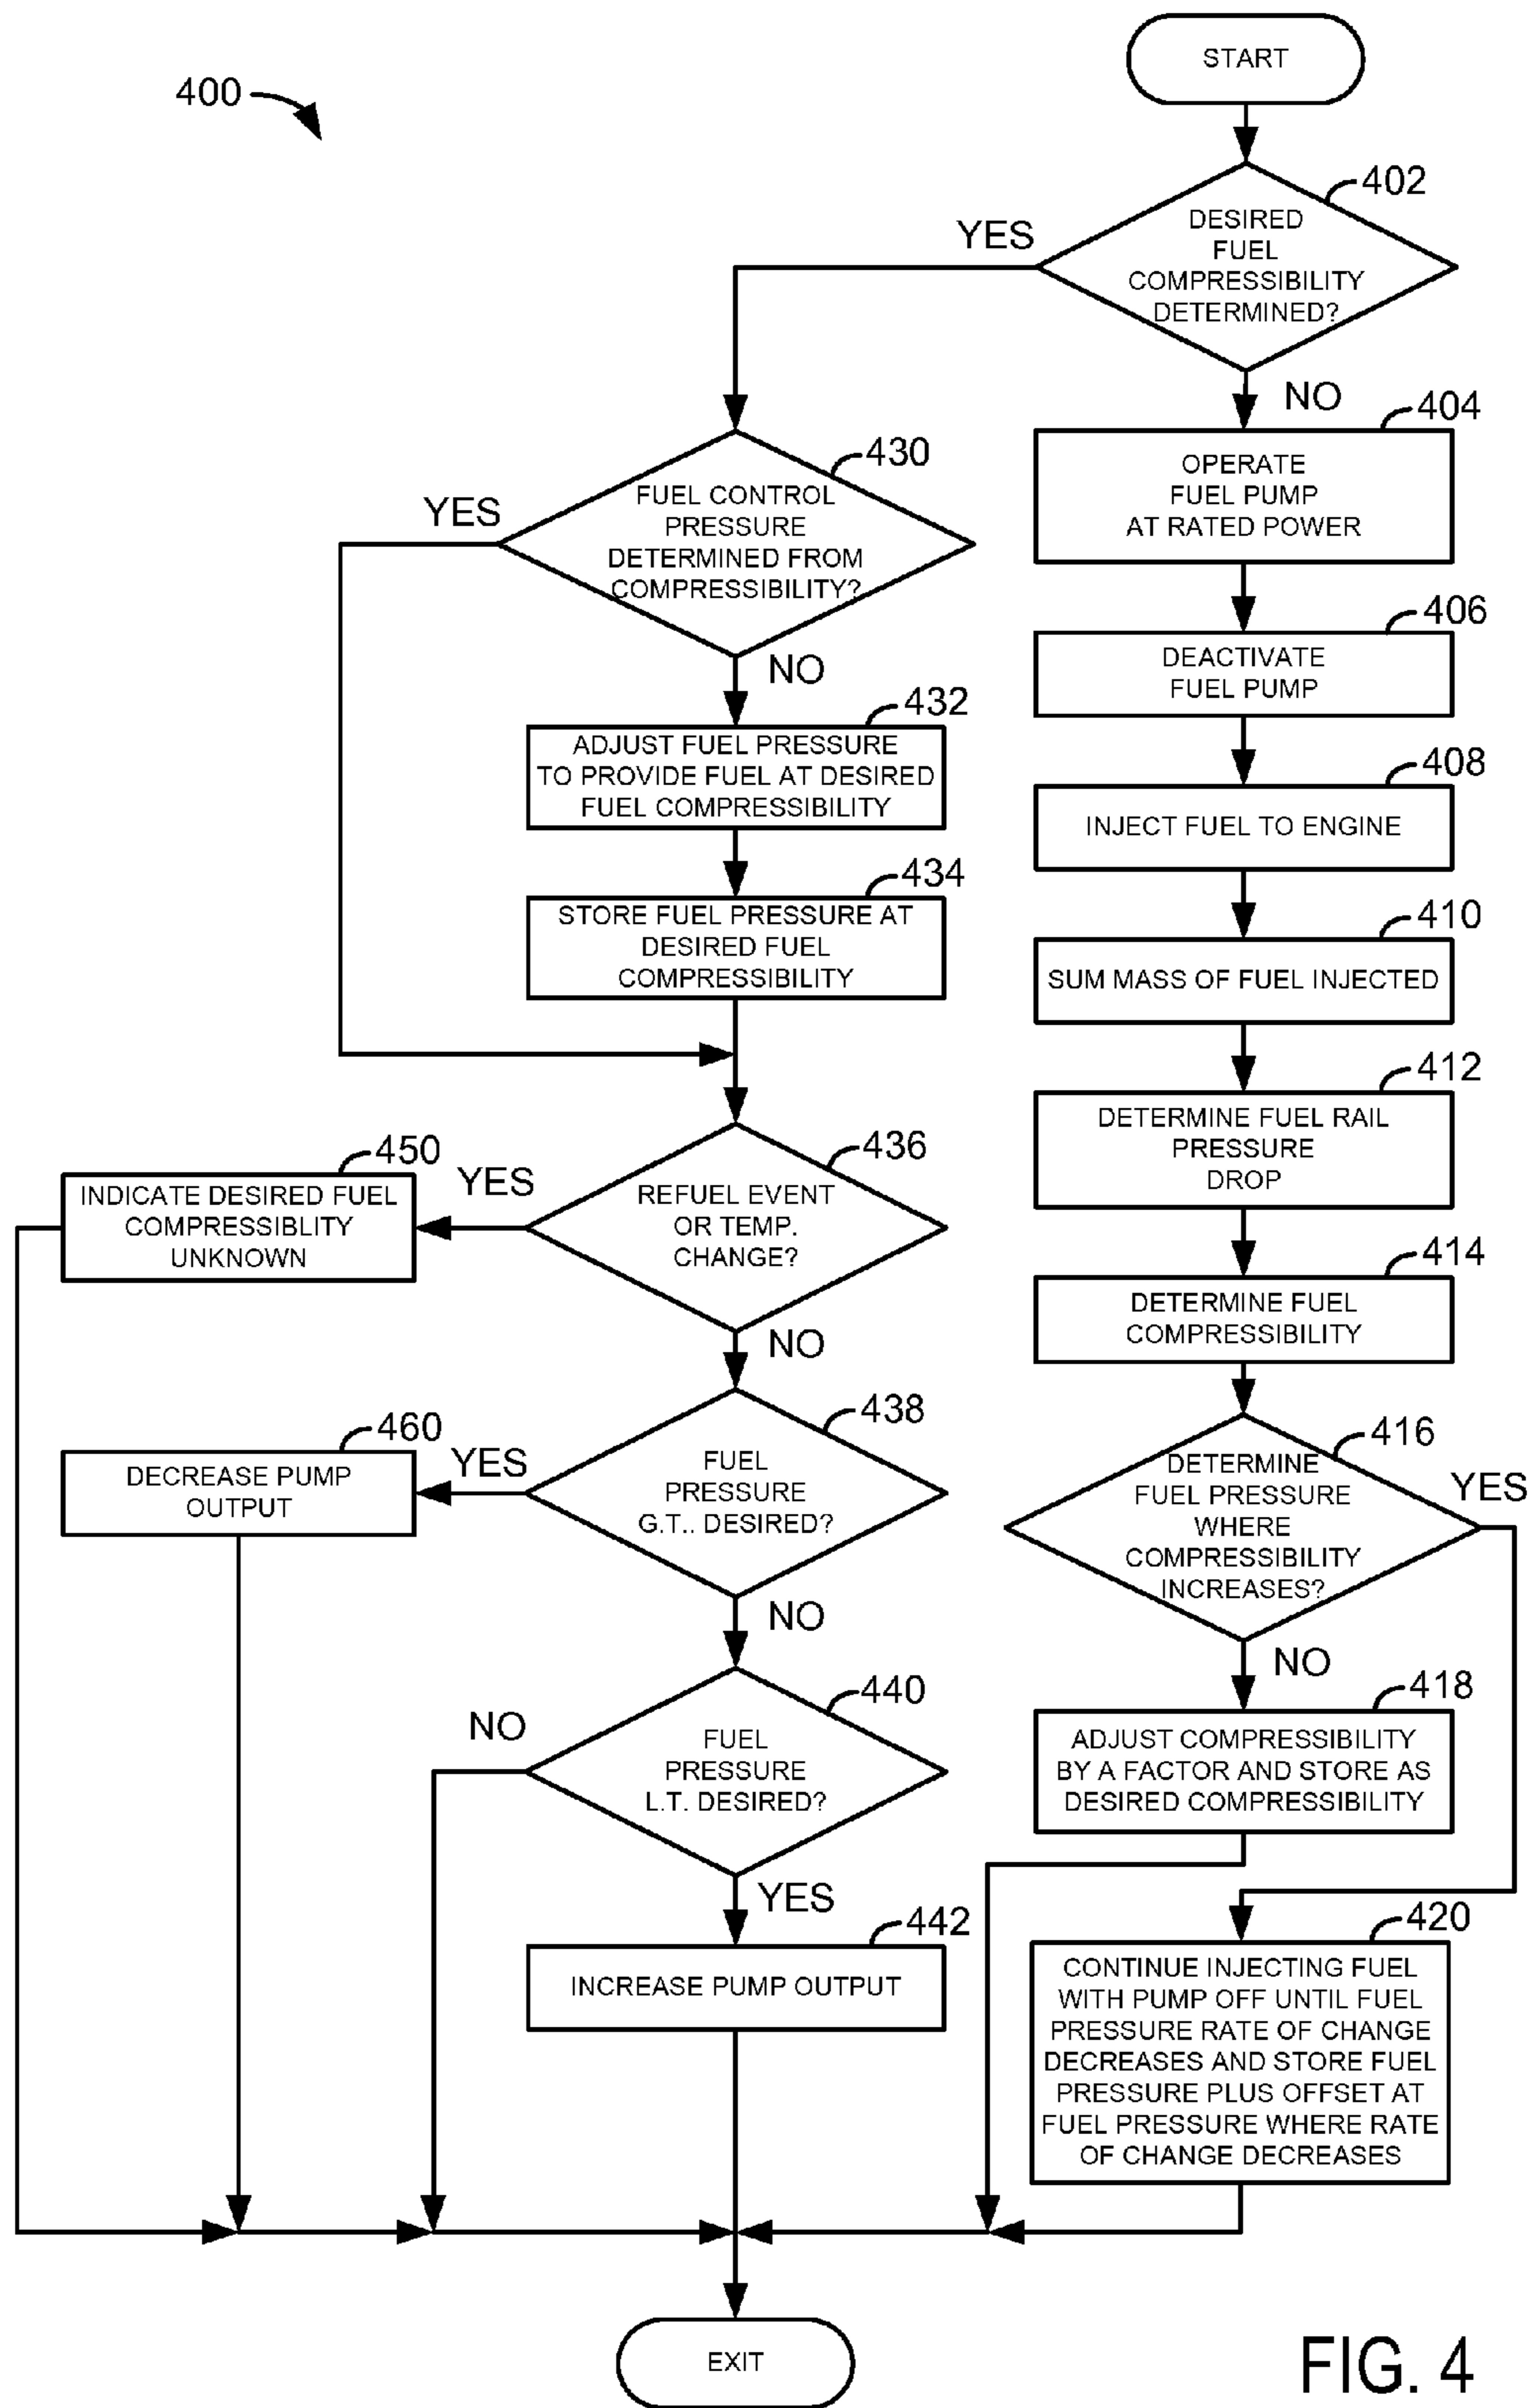 START
400
402
DESIRED
FUEL
COMPRESSIBILITY
DETERMINED?
YES
NO
404
OPERATE
FUEL PUMP
AT RATED POWER
430
FUEL CONTROL
PRESSURE
DETERMINED FROM
COMPRESSIBILITY?
YES
NO
406
DEACTIVATE
FUEL PUMP
432
ADJUST FUEL PRESSURE
TO PROVIDE FUEL AT DESIRED
FUEL COMPRESSIBILITY
408
INJECT FUEL TO ENGINE
434
STORE FUEL PRESSURE AT
DESIRED FUEL
COMPRESSIBILITY
410
SUM MASS OF FUEL INJECTED
412
DETERMINE FUEL RAIL
PRESSURE
DROP
436
REFUEL EVENT
OR TEMP.
CHANGE?
YES
450
INDICATE DESIRED FUEL
COMPRESSIBLITY
UNKNOWN
NO
414
DETERMINE FUEL
COMPRESSIBILITY
438
FUEL
PRESSURE
G.T.. DESIRED?
YES
460
DECREASE PUMP
OUTPUT
NO
416
DETERMINE
FUEL PRESSURE
WHERE
COMPRESSIBILITY
INCREASES?
YES
NO
440
FUEL
PRESSURE
L.T. DESIRED?
NO
YES
418
ADJUST COMPRESSIBILITY
BY A FACTOR AND STORE AS
DESIRED COMPRESSIBILITY
442
INCREASE PUMP OUTPUT
420
CONTINUE INJECTING FUEL
WITH PUMP OFF UNTIL FUEL
PRESSURE RATE OF CHANGE
DECREASES AND STORE FUEL
PRESSURE PLUS OFFSET AT
FUEL PRESSURE WHERE RATE
OF CHANGE DECREASES
EXIT
FIG. 4